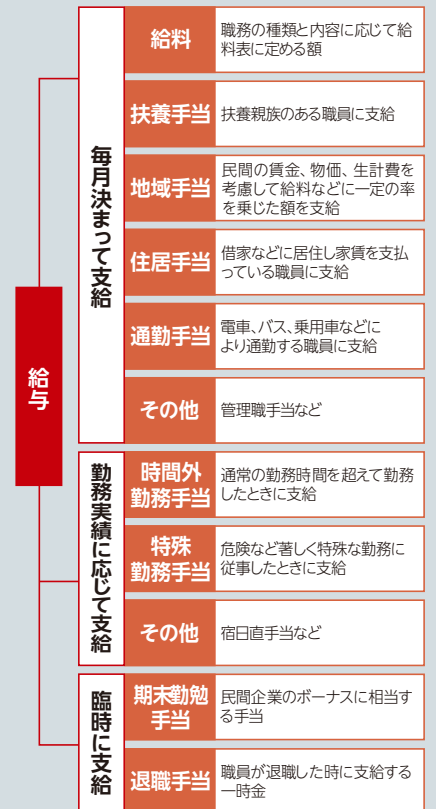 給与
毎月決まって支給
給料
職務の種類と内容に応じて給
料表に定める額
扶養手当
扶養親族のある職員に支給
地域手当
民間の賃金、物価、生計費を
考慮して給料などに一定の率
を乗じた額を支給
住居手当
借家などに居住し家賃を支払
っている職員に支給
通勤手当
電車、バス、乗用車などに
より通勤する職員に支給
その他
管理職手当など
勤務実績に応じて支給
時間外
勤務手当
通常の勤務時間を超えて勤務
したときに支給
特殊
勤務手当
危険など著しく特殊な勤務に
従事したときに支給
その他
宿日直手当など
臨時に支給
期末勤勉
手当
民間企業のボーナスに相当す
る手当
退職手当
職員が退職した時に支給する
一時金